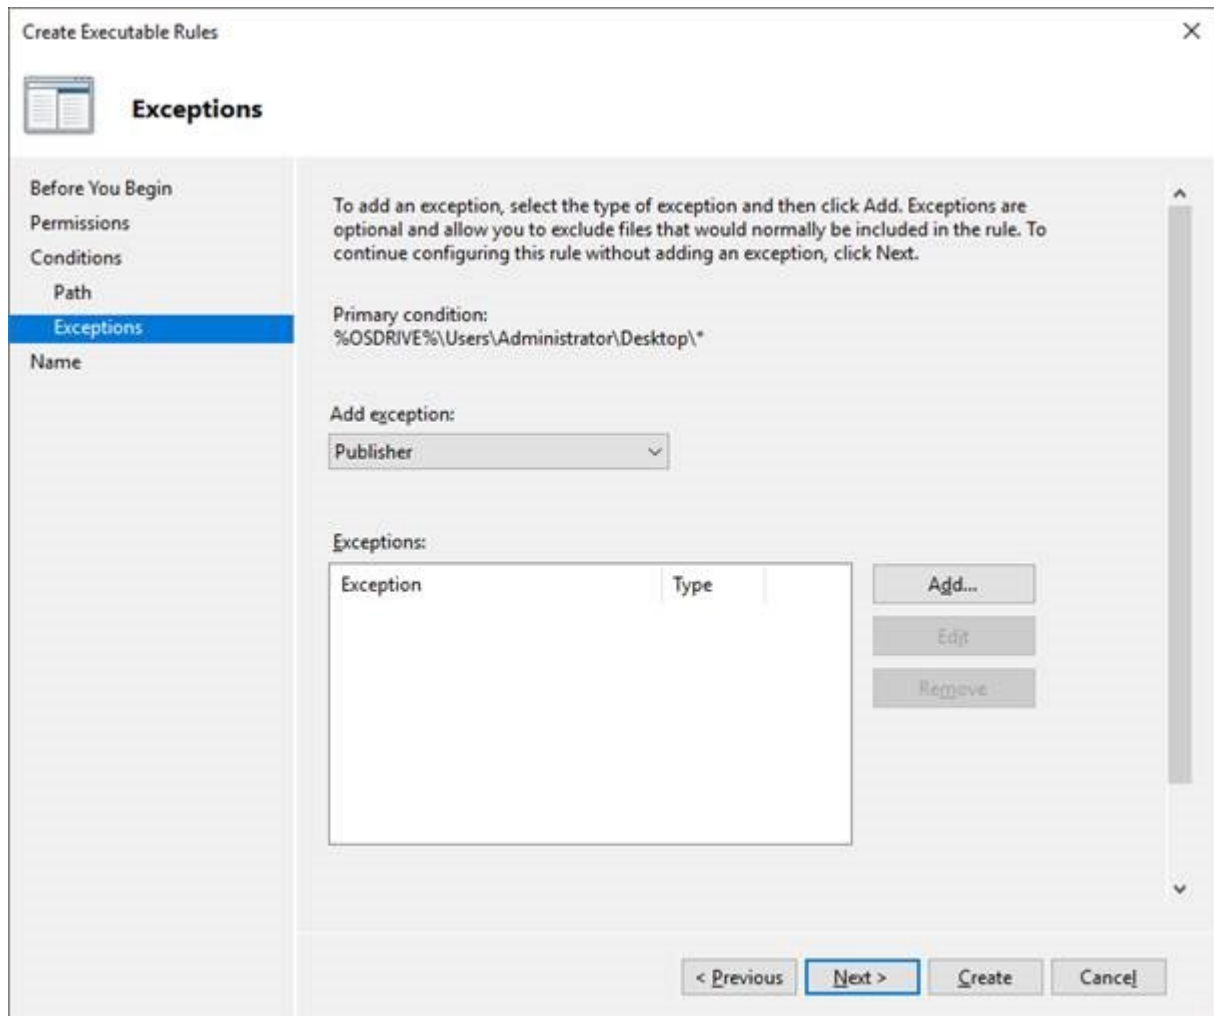 Create Executable Rules
Exceptions
Before You Begin
Permissions
Conditions
Path
Exceptions
Name
To add an exception, select the type of exception and then click Add. Exceptions are
optional and allow you to exclude files that would normally be included in the rule. To
continue configuring this rule without adding an exception, click Next.
Primary condition:
%OSDRIVE%\Users\Administrator\Desktop\*
Add exception:
Publisher
Exceptions:
Exception Type
Add...
Edit
Remove
< Previous Next > Create Cancel